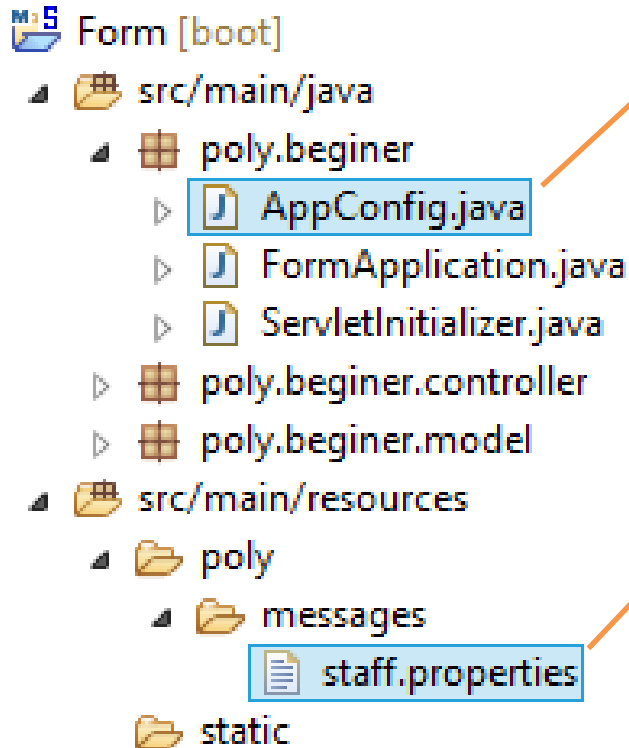 Form [boot]
src/main/java
poly.beginer
AppConfig.java
FormApplication.java
ServletInitializer.java
poly.beginer.controller
poly.beginer.model
src/main/resources
poly
messages
staff.properties
static